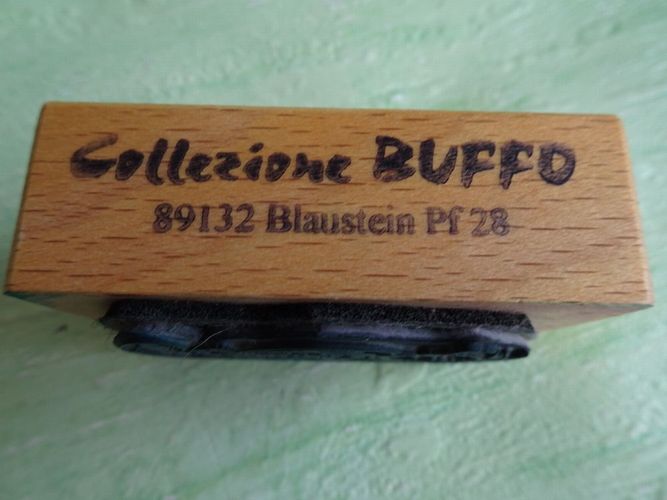 Collezione BUFFO
89132 Blaustein Pf 28